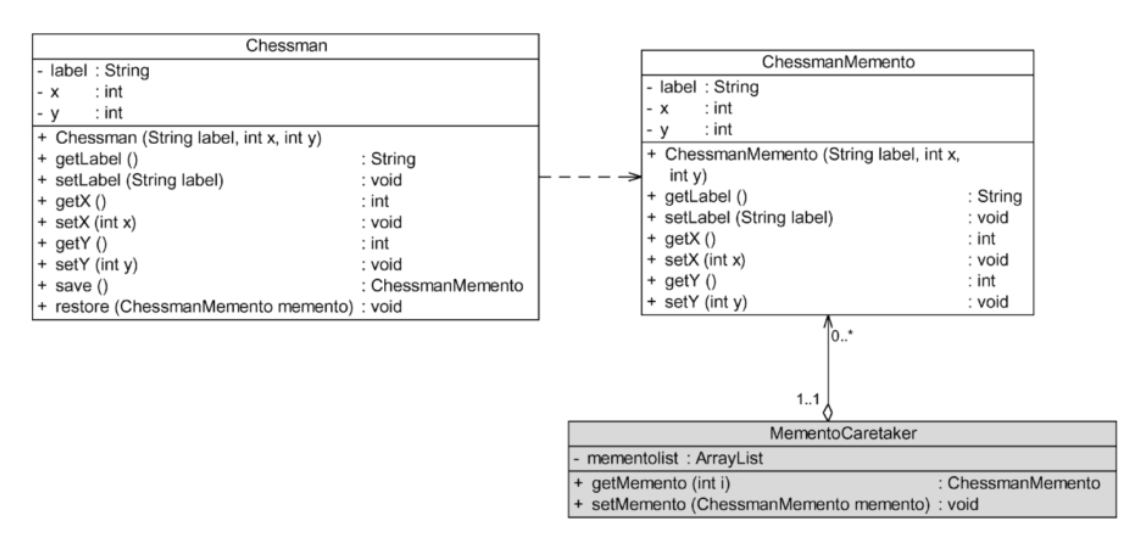 Chessman
- label : String
- x : int
- y : int
+ Chessman (String label, int x, int y)
+ getLabel () : String
+ setLabel (String label) : void
+ getX () : int
+ setX (int x) : void
+ getY () : int
+ setY (int y) : void
+ save () : ChessmanMemento
+ restore (ChessmanMemento memento) : void
ChessmanMemento
- label : String
- x : int
- y : int
+ ChessmanMemento (String label, int x,
int y)
+ getLabel () : String
+ setLabel (String label) : void
+ getX () : int
+ setX (int x) : void
+ getY () : int
+ setY (int y) : void
0..*
1..1
MementoCaretaker
- mementolist : ArrayList
+ getMemento (int i) : ChessmanMemento
+ setMemento (ChessmanMemento memento) : void